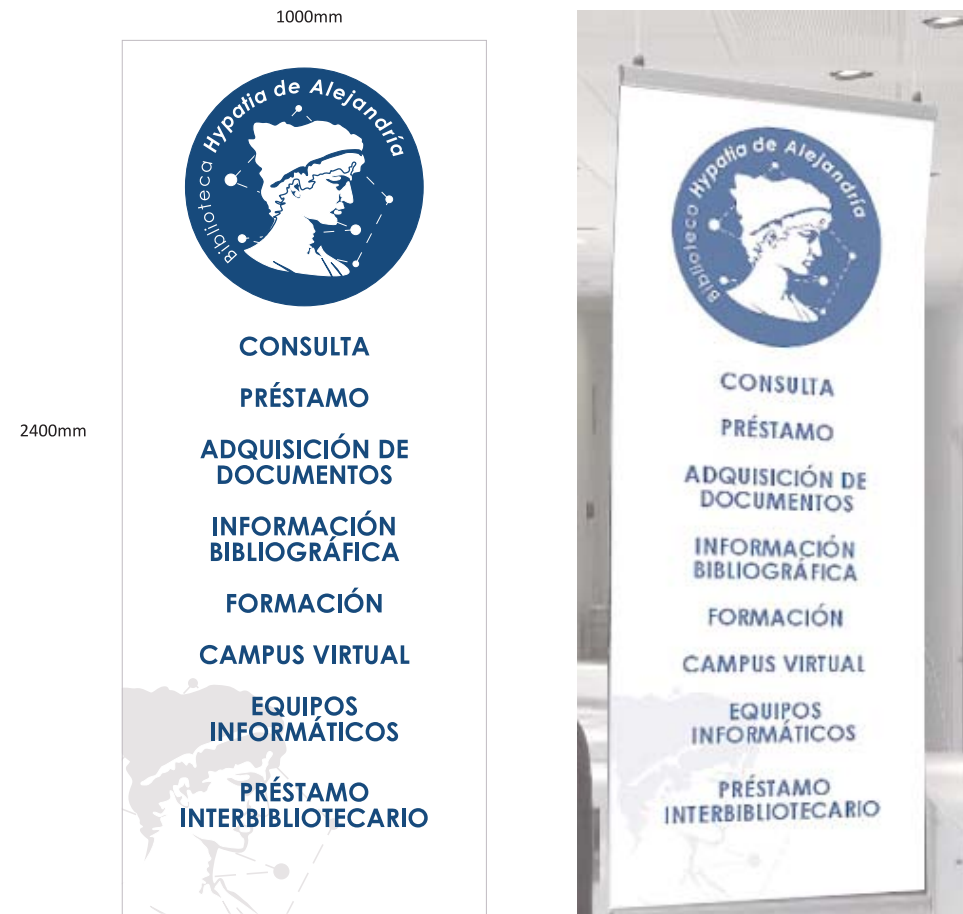 1000mm
2400mm
Biblioteca Hypatia de Alejandría
CONSULTA
PRÉSTAMO
ADQUISICIÓN DE
DOCUMENTOS
INFORMACIÓN
BIBLIOGRÁFICA
FORMACIÓN
CAMPUS VIRTUAL
EQUIPOS
INFORMÁTICOS
PRÉSTAMO
INTERBIBLIOTECARIO
Biblioteca Hypatia de Alejandría
CONSULTA
PRÉSTAMO
ADQUISICIÓN DE
DOCUMENTOS
INFORMACIÓN
BIBLIOGRÁFICA
FORMACIÓN
CAMPUS VIRTUAL
EQUIPOS
INFORMÁTICOS
PRÉSTAMO
INTERBIBLIOTECARIO